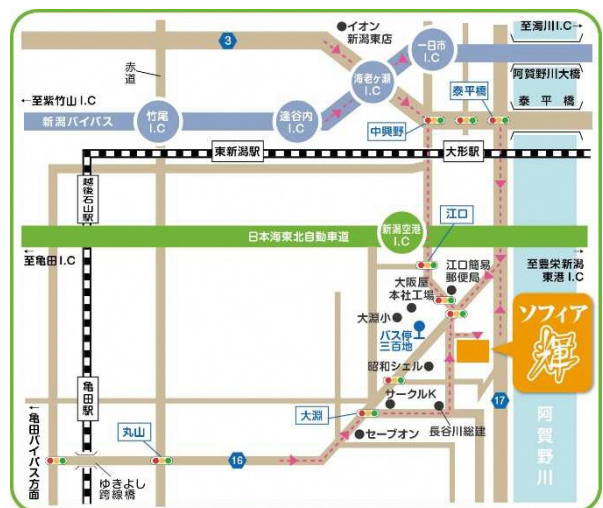 3
赤道
イオン
新潟東店
一日市
I.C
至濁川I.C→
海老ヶ瀬
I.C
阿賀野川大橋
←至紫竹山I.C
泰平橋
泰平橋
新潟バイパス
竹尾
I.C
逢谷内
I.C
中興野
東新潟駅
大形駅
越後石山駅
江口
日本海東北自動車道
新潟空港
I.C
至亀田I.C
至豊栄新潟
東港I.C
江口簡易
郵便局
大阪屋
本社工場
大淵小
バス停
三百地
ソフィア
輝
昭和シェル
亀田駅
サークルK
17
大淵
長谷川総建
セーブオン
阿賀野川
丸山
16
亀田バイパス方面
ゆきよし
跨線橋